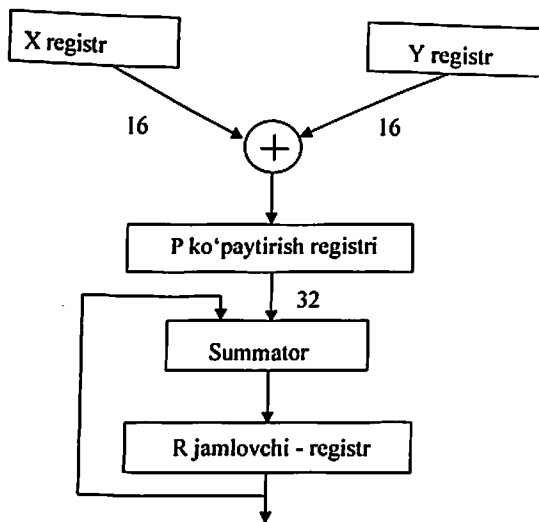 X registr
Y registr
16
16
+
P ko‘paytirish registri
32
Summator
R jamlovchi - registr